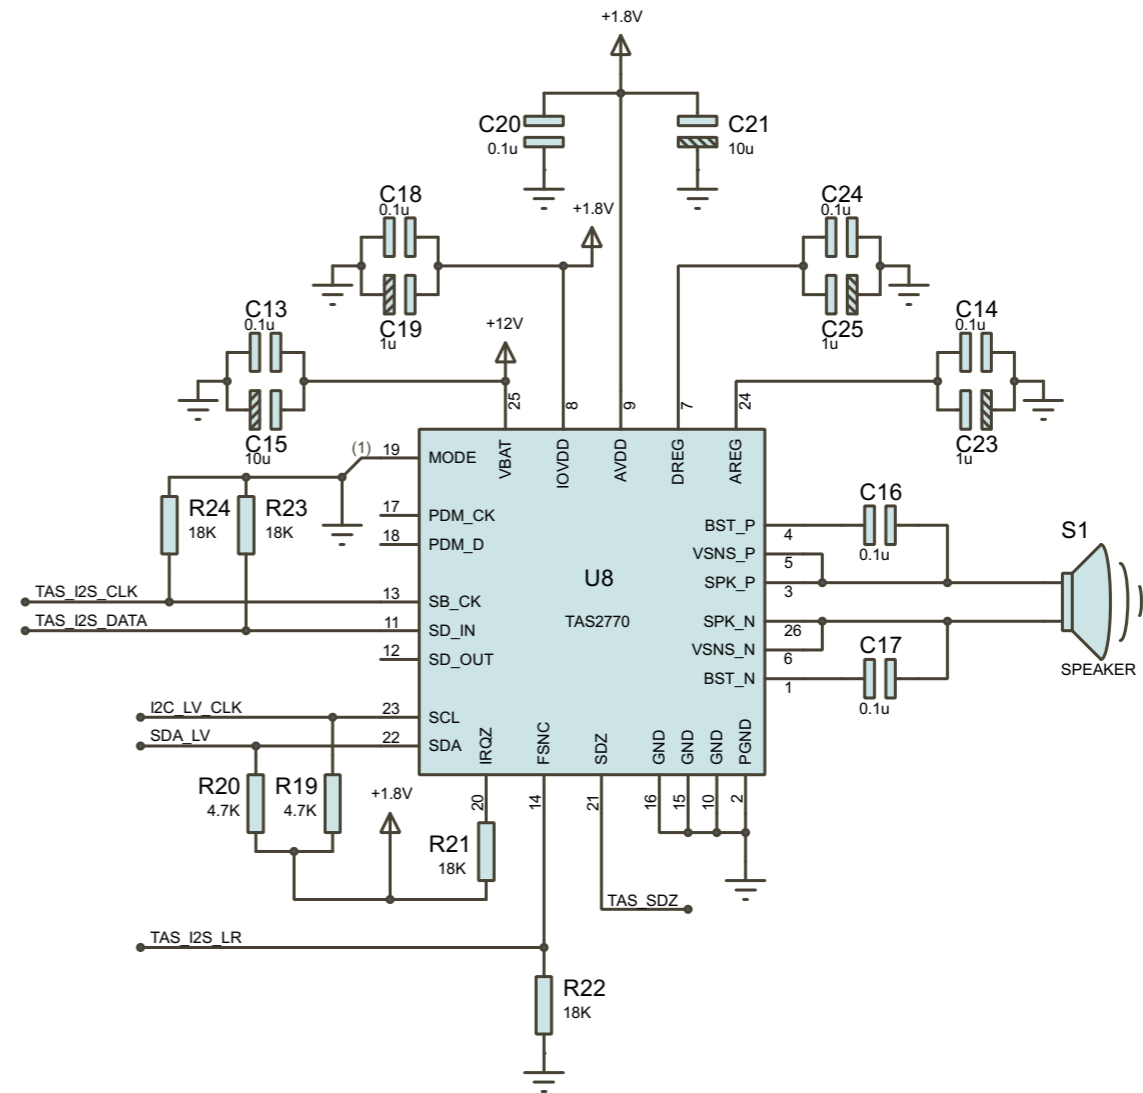 +1.8V
C20
0.1u
C21
10u
C18
0.1u
+1.8V
C24
0.1u
C19
1u
C25
1u
C13
0.1u
+12V
C14
0.1u
C15
10u
C23
1u
25
8
9
7
24
(1)
19
MODE
VBAT
IOVDD
AVDD
DREG
AREG
R24
18K
R23
18K
17
PDM_CK
18
PDM_D
BST_P
4
C16
0.1u
VSNS_P
5
SPK_P
3
S1
SPEAKER
U8
TAS2770
TAS_I2S_CLK
13
SB_CK
TAS_I2S_DATA
11
SD_IN
12
SD_OUT
SPK_N
26
VSNS_N
6
BST_N
1
C17
0.1u
I2C_LV_CLK
23
SCL
SDA_LV
22
SDA
IRQZ
FSNC
SDZ
GND
GND
GND
PGND
20
14
21
16
15
10
2
R20
4.7K
R19
4.7K
+1.8V
R21
18K
TAS_SDZ
TAS_I2S_LR
R22
18K